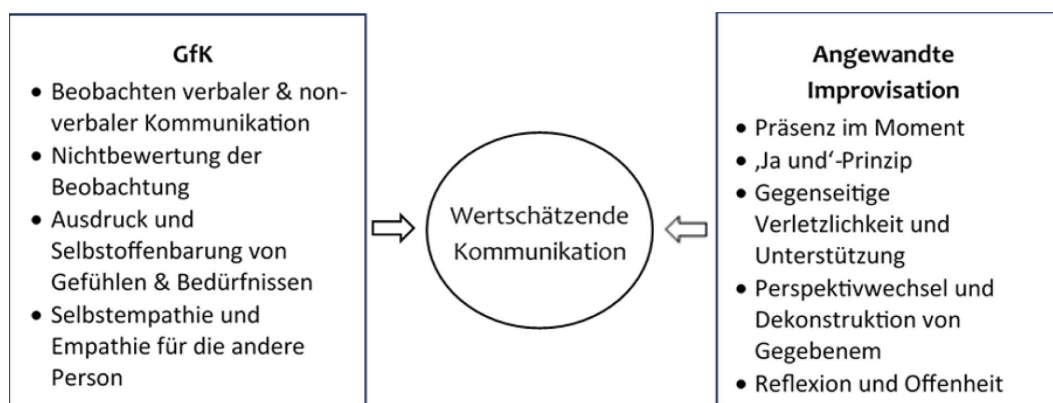 GfK
• Beobachten verbaler & non-
verbaler Kommunikation
• Nichtbewertung der
Beobachtung
• Ausdruck und
Selbstoffenbarung von
Gefühlen & Bedürfnissen
• Selbstempathie und
Empathie für die andere
Person
Wertschätzende
Kommunikation
Angewandte
Improvisation
• Präsenz im Moment
• ‚Ja und‘-Prinzip
• Gegenseitige
Verletzlichkeit und
Unterstützung
• Perspektivwechsel und
Dekonstruktion von
Gegebenem
• Reflexion und Offenheit